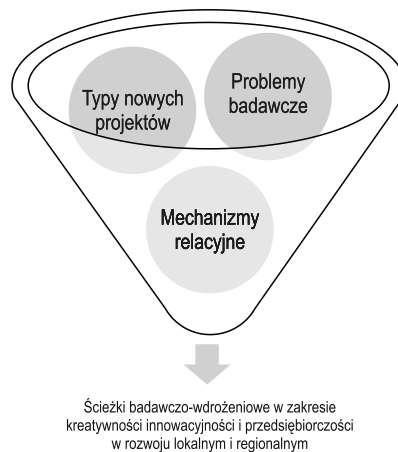 Typy nowych
projektów
Problemy
badawcze
Mechanizmy
relacyjne
Ścieżki badawczo-wdrożeniowe w zakresie
kreatywności innowacyjności i przedsiębiorczości
w rozwoju lokalnym i regionalnym